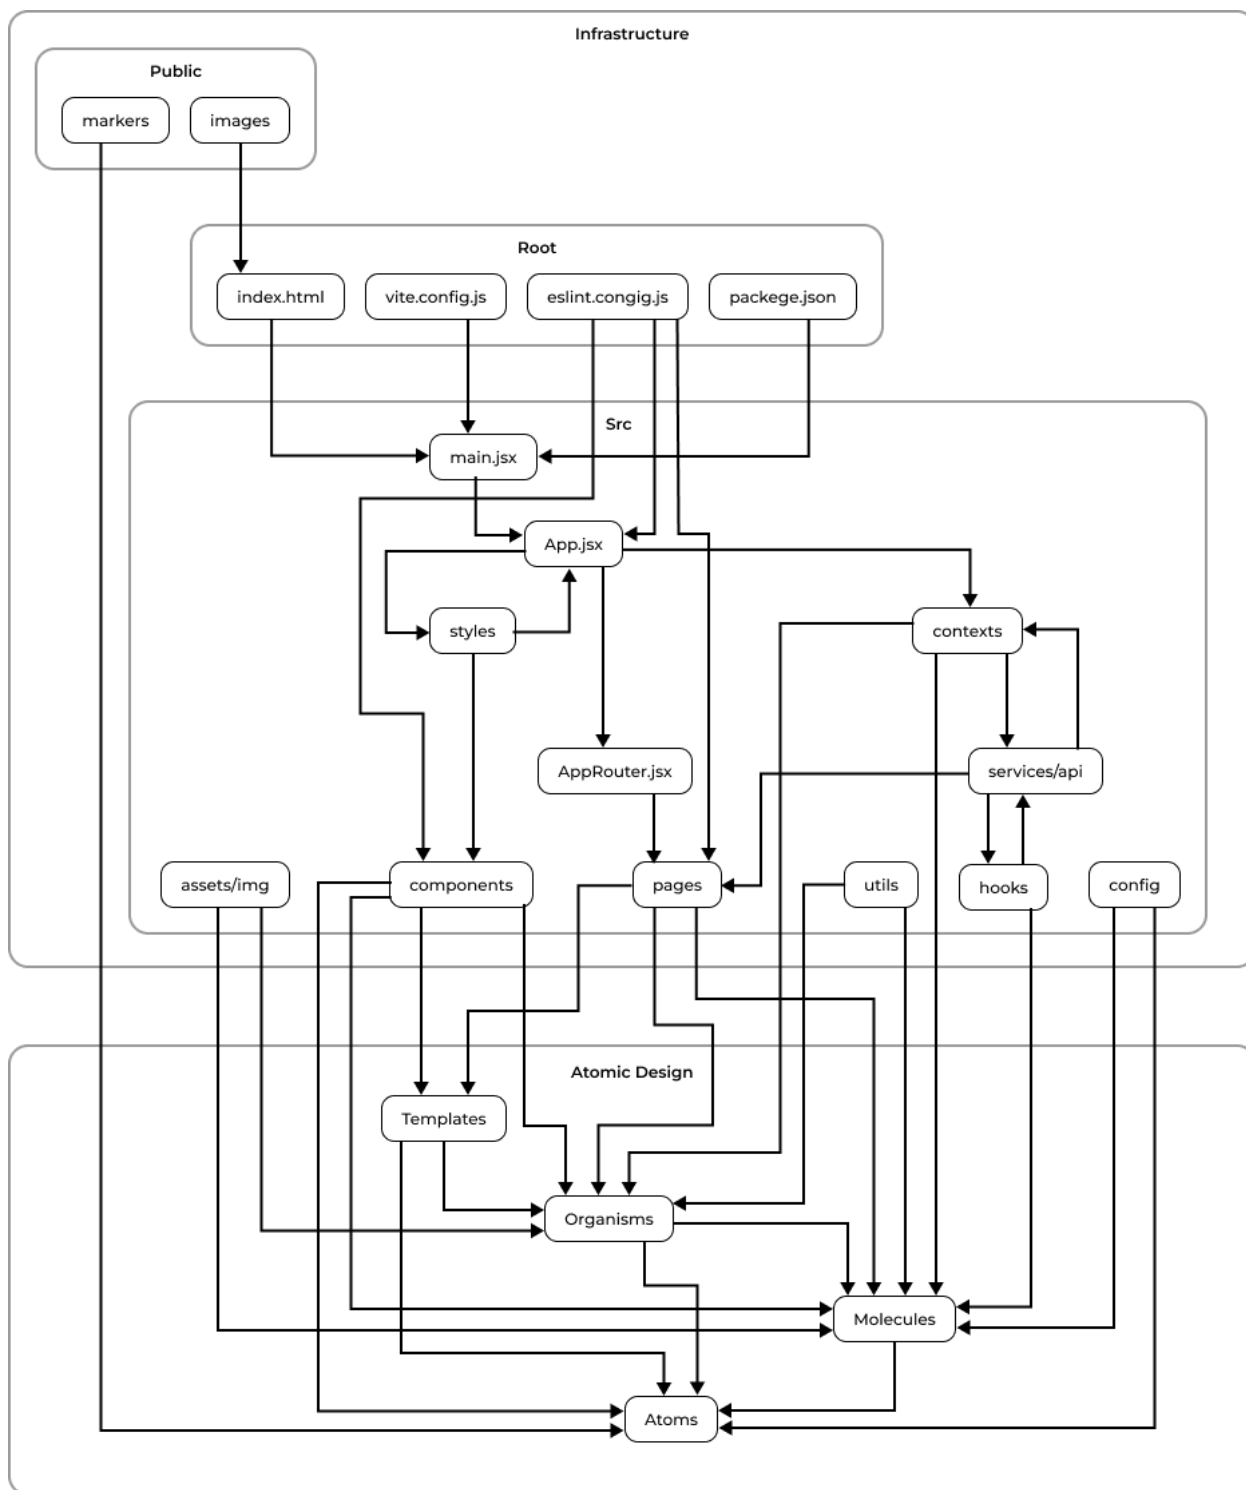 Infrastructure
Public
markers
images
Root
index.html
vite.config.js
eslint.congig.js
packege.json
Src
main.jsx
App.jsx
styles
contexts
AppRouter.jsx
services/api
assets/img
components
pages
utils
hooks
config
Atomic Design
Templates
Organisms
Molecules
Atoms